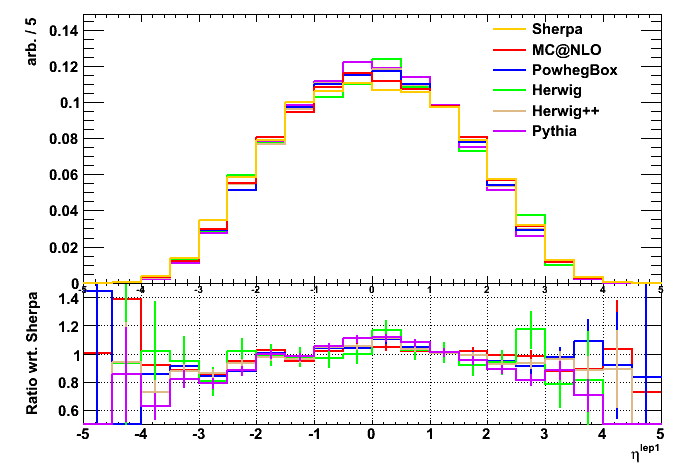 arb. / 5
0.14
0.12
0.1
0.08
0.06
0.04
0.02
0
Sherpa
MC@NLO
PowhegBox
Herwig
Herwig++
Pythia
-5 -4 -3 -2 -1 0 1 2 3 4 5
Ratio wrt. Sherpa
1.4
1.2
1
0.8
0.6
-5 -4 -3 -2 -1 0 1 2 3 4 5
η^lep1